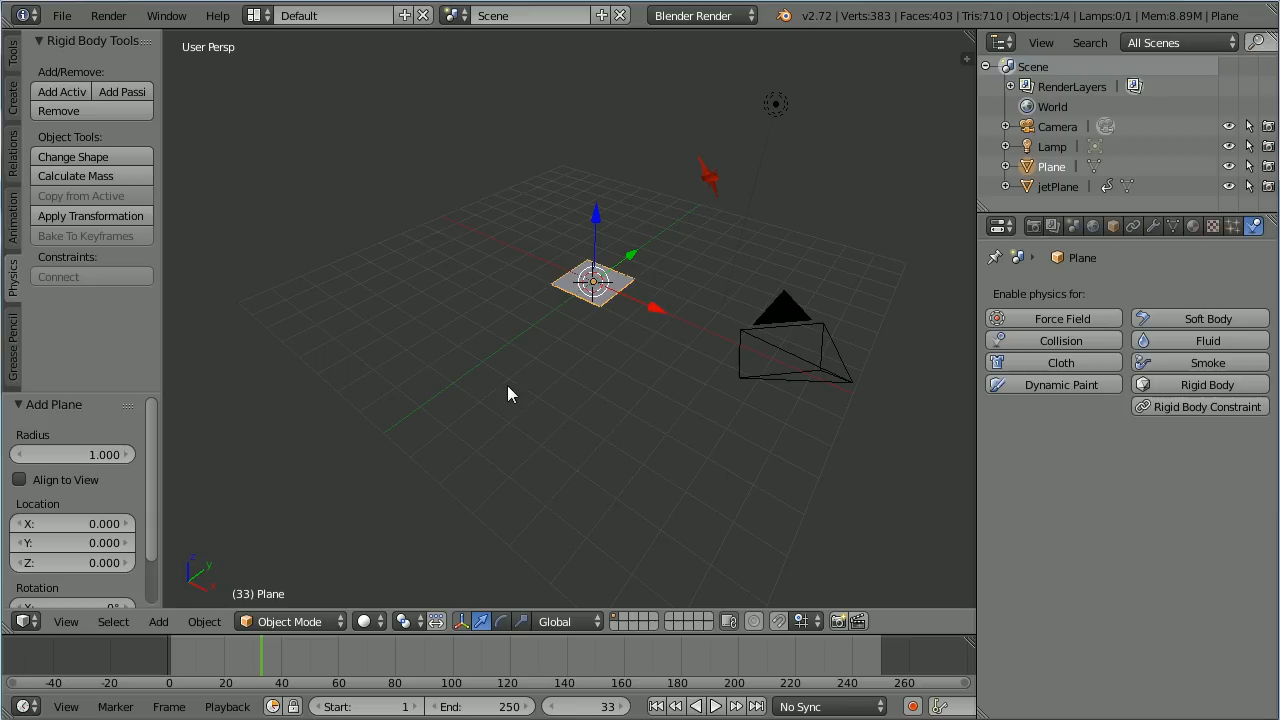 File Render Window Help Default Scene Blender Render v2.72 | Verts:383 | Faces:403 | Tris:710 | Objects:1/4 | Lamps:0/1 | Mem:8.89M | Plane
Rigid Body Tools
Add/Remove:
Add Activ Add Passi
Remove
Object Tools:
Change Shape
Calculate Mass
Copy from Active
Apply Transformation
Bake To Keyframes
Constraints:
Connect
Tools
Create
Relations
Animation
Physics
Grease Pencil
Add Plane
Radius
1.000
Align to View
Location
X: 0.000
Y: 0.000
Z: 0.000
Rotation
X: 0°
User Persp
z
y
x
(33) Plane
View Select Add Object Object Mode Global
-40 -20 0 20 40 60 80 100 120 140 160 180 200 220 240 260
View Marker Frame Playback Start: 1 End: 250 33 No Sync
View Search All Scenes
Scene
RenderLayers |
World
Camera |
Lamp |
Plane |
jetPlane |
Plane
Enable physics for:
Force Field Soft Body
Collision Fluid
Cloth Smoke
Dynamic Paint Rigid Body
Rigid Body Constraint